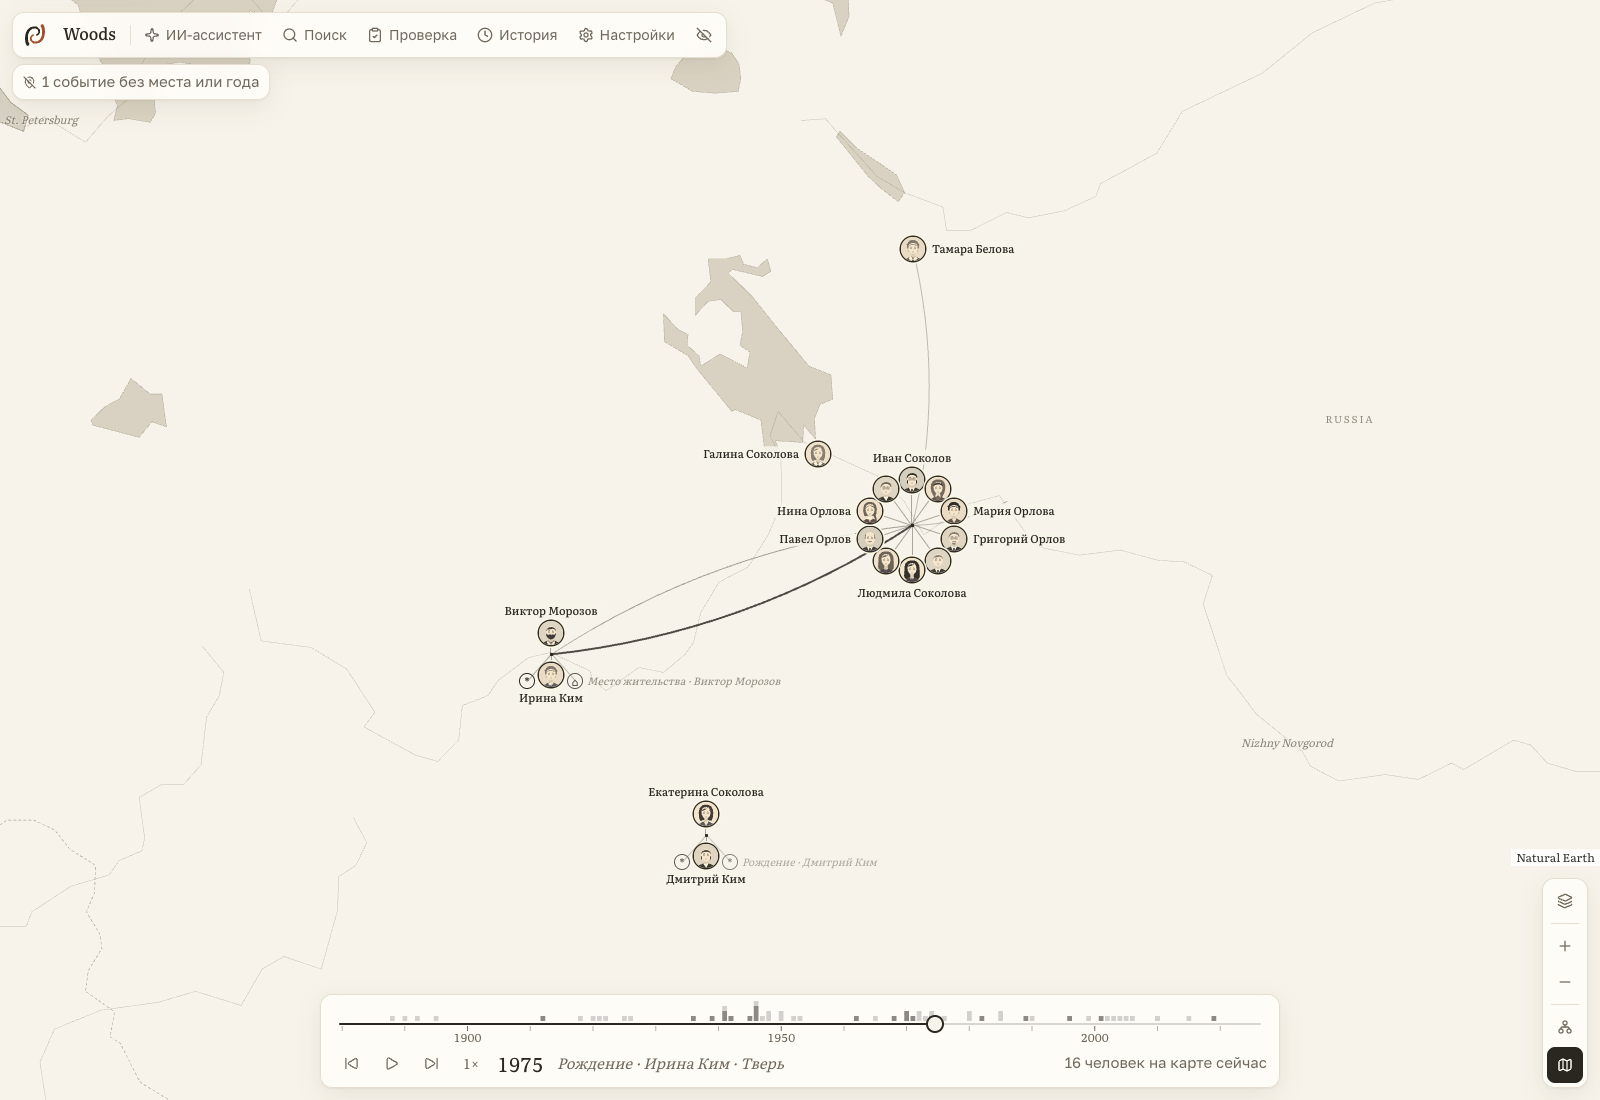 Woods
ИИ-ассистент
Поиск
Проверка
История
Настройки
1 событие без места или года
St. Petersburg
Тамара Белова
RUSSIA
Галина Соколова
Иван Соколов
Нина Орлова
Мария Орлова
Павел Орлов
Григорий Орлов
Людмила Соколова
Виктор Морозов
Место жительства · Виктор Морозов
Ирина Ким
Nizhny Novgorod
Екатерина Соколова
Рождение · Дмитрий Ким
Дмитрий Ким
Natural Earth
1900
1950
2000
1×
1975
Рождение · Ирина Ким · Тверь
16 человек на карте сейчас